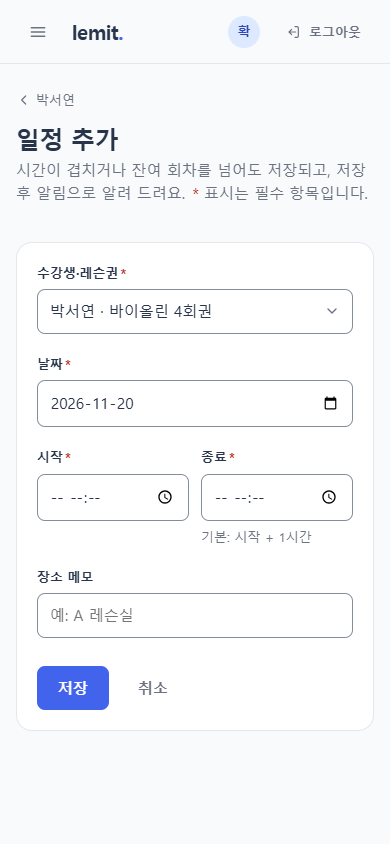 lemit.
확
로그아웃
박서연
일정 추가
시간이 겹치거나 잔여 회차를 넘어도 저장되고, 저장
후 알림으로 알려 드려요. * 표시는 필수 항목입니다.
수강생·레슨권*
박서연 · 바이올린 4회권
날짜*
2026-11-20
시작*
종료*
-- --:--
-- --:--
기본: 시작 + 1시간
장소 메모
예: A 레슨실
저장
취소